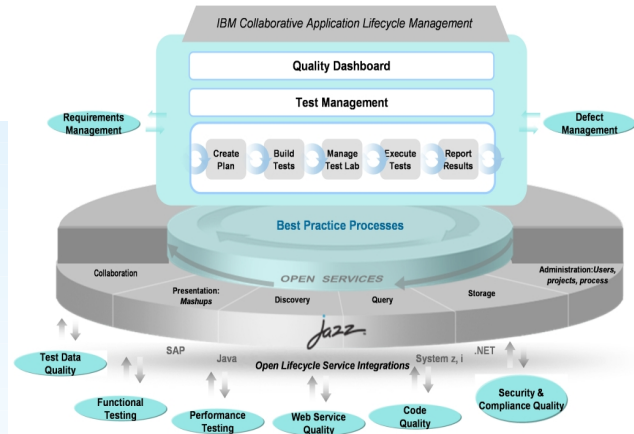 IBM Collaborative Application Lifecycle Management
Quality Dashboard
Test Management
Requirements
Management
Defect
Management
Create
Plan
Build
Tests
Manage
Test Lab
Execute
Tests
Report
Results
Best Practice Processes
OPEN SERVICES
Collaboration
Presentation:
Mashups
Discovery
Query
Storage
Administration:Users,
projects, process
Jazz
SAP
Java
Open Lifecycle Service Integrations
System z, i
.NET
Test Data
Quality
Functional
Testing
Performance
Testing
Web Service
Quality
Code
Quality
Security &
Compliance Quality